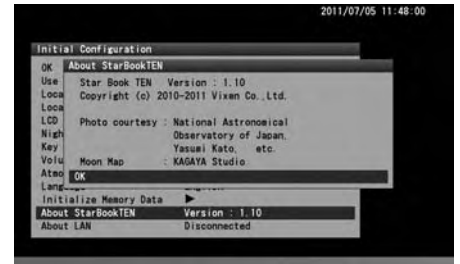 2011/07/05 11:48:00
Initial Configuration
OK
About StarBookTEN
Use
Star Book TEN Version : 1.10
Loca
Copyright (c) 2010-2011 Vixen Co.,Ltd.
Loca
LCD
Photo courtesy : National Astronomical
Nigh
Observatory of Japan,
Key
Yasumi Kato, etc.
Volu
Moon Map : KAGAYA Studio
Atmo
OK
Initialize Memory Data ▶
About StarBookTEN Version : 1.10
About LAN Disconnected